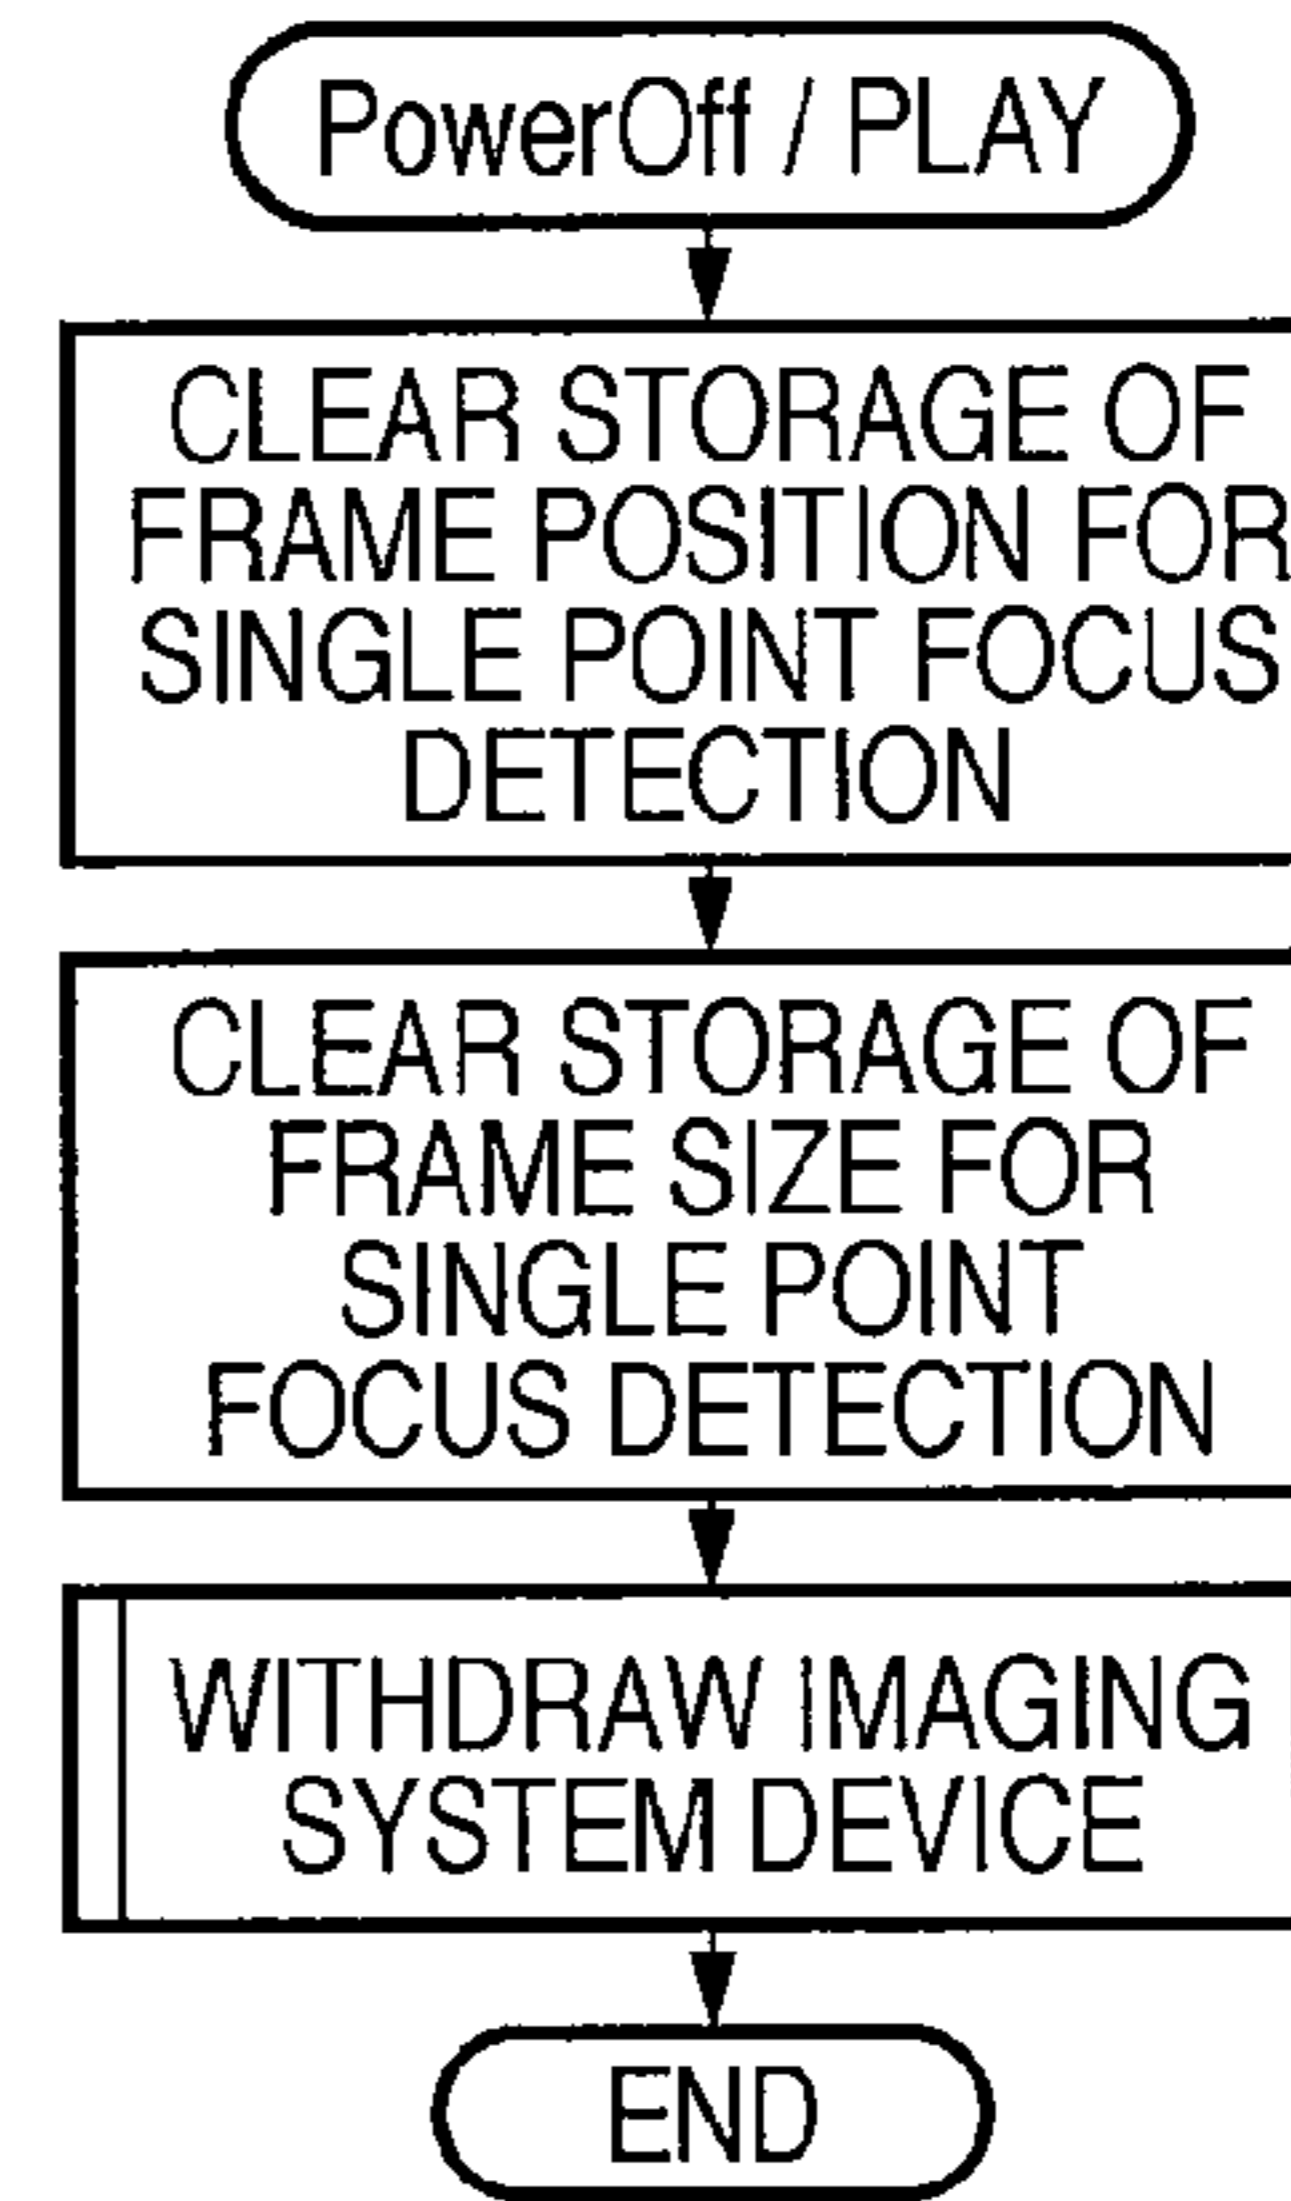 PowerOff / PLAY
CLEAR STORAGE OF
FRAME POSITION FOR
SINGLE POINT FOCUS
DETECTION
CLEAR STORAGE OF
FRAME SIZE FOR
SINGLE POINT
FOCUS DETECTION
WITHDRAW IMAGING
SYSTEM DEVICE
END